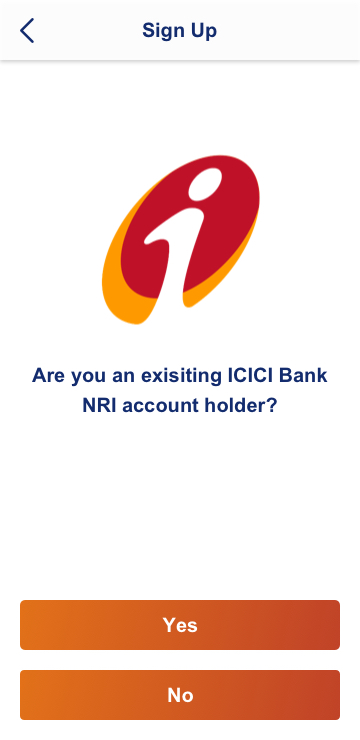 Sign Up
Are you an exisiting ICICI Bank
NRI account holder?
Yes
No